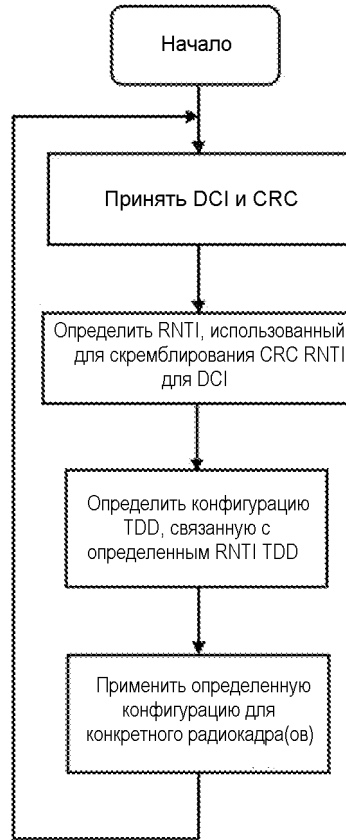 Начало
Принять DCI и CRC
Определить RNTI, использованный
для скремблирования CRC RNTI
для DCI
Определить конфигурацию
TDD, связанную с
определенным RNTI TDD
Применить определенную
конфигурацию для
конкретного радиокадра(ов)